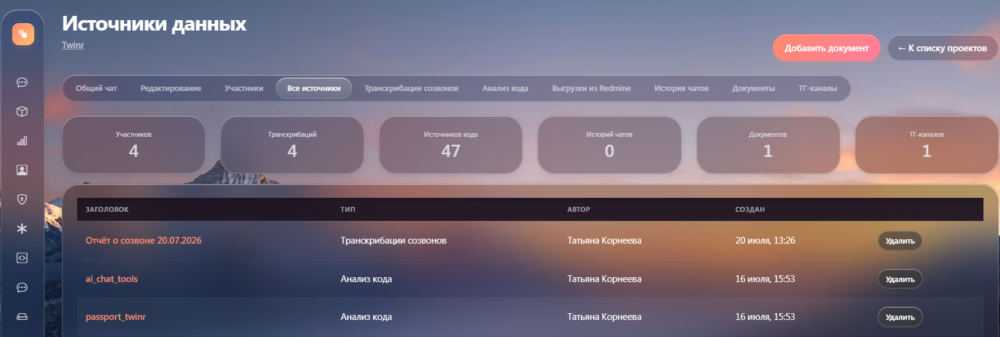 Источники данных
Twinr
Добавить документ
← К списку проектов
Общий чат
Редактирование
Участники
Все источники
Транскрибации созвонов
Анализ кода
Выгрузки из Redmine
История чатов
Документы
ТГ-каналы
Участников
4
Транскрибаций
4
Источников кода
47
Историй чатов
0
Документов
1
ТГ-каналов
1
ЗАГОЛОВОК ТИП АВТОР СОЗДАН
Отчёт о созвоне 20.07.2026 Транскрибации созвонов Татьяна Корнеева 20 июля, 13:26 Удалить
ai_chat_tools Анализ кода Татьяна Корнеева 16 июля, 15:53 Удалить
passport_twinr Анализ кода Татьяна Корнеева 16 июля, 15:53 Удалить